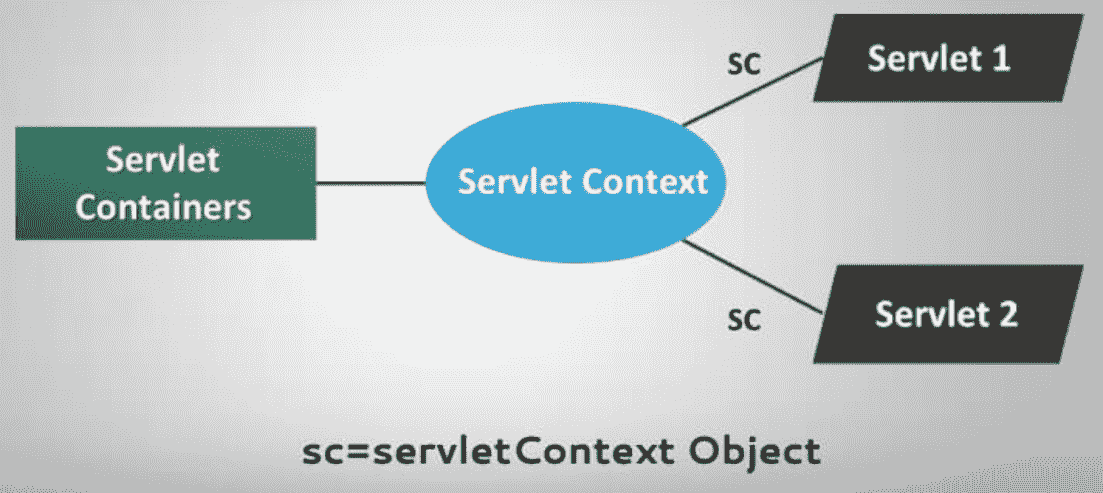 Servlet
Containers
Servlet Context
SC
Servlet 1
SC
Servlet 2
sc=servletContext Object